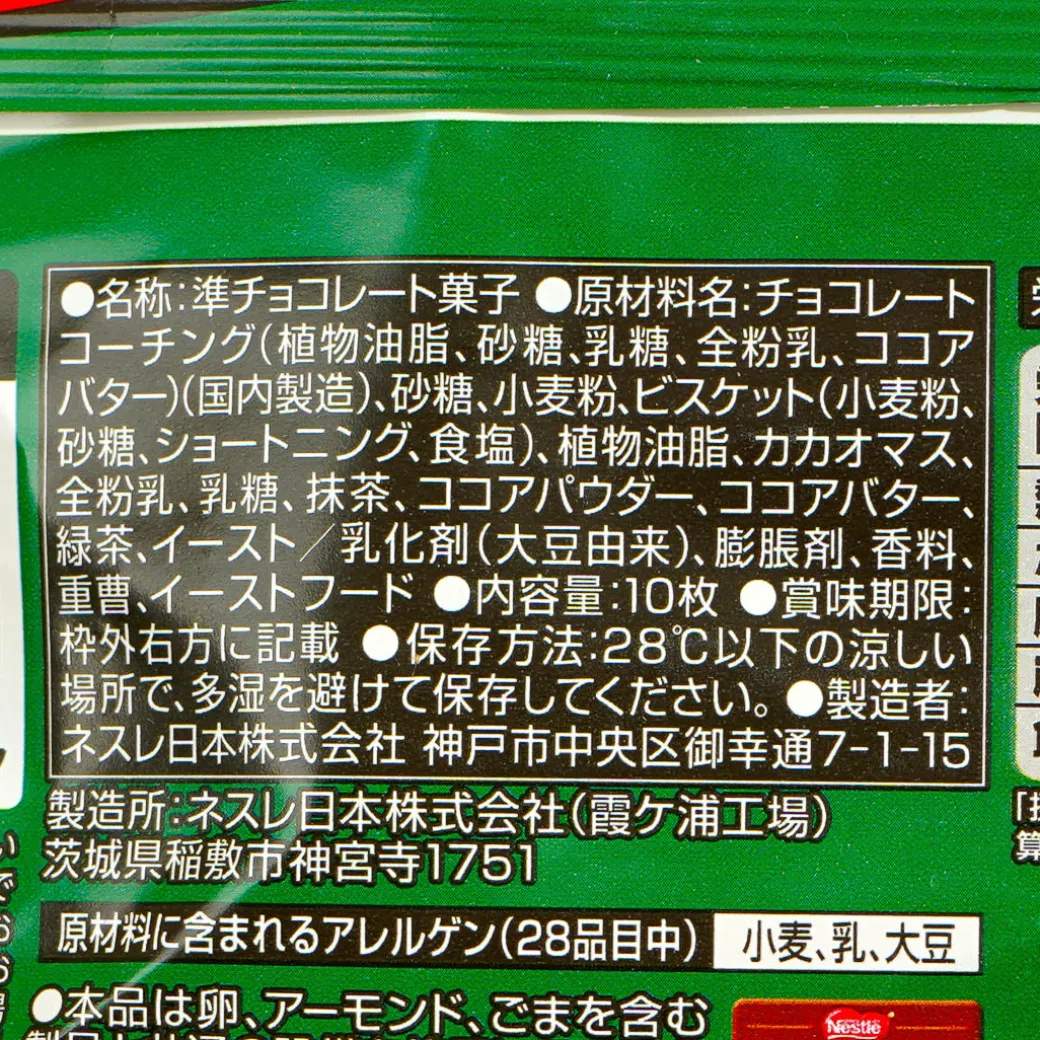 ●名称:準チョコレート菓子 ●原材料名:チョコレート
コーチング(植物油脂、砂糖、乳糖、全粉乳、ココア
バター)(国内製造)、砂糖、小麦粉、ビスケット(小麦粉、
砂糖、ショートニング、食塩)、植物油脂、カカオマス、
全粉乳、乳糖、抹茶、ココアパウダー、ココアバター、
緑茶、イースト/乳化剤(大豆由来)、膨脹剤、香料、
重曹、イーストフード ●内容量:10枚 ●賞味期限:
枠外右方に記載 ●保存方法:28℃以下の涼しい
場所で、多湿を避けて保存してください。●製造者:
ネスレ日本株式会社 神戸市中央区御幸通7-1-15
製造所:ネスレ日本株式会社(霞ケ浦工場)
茨城県稲敷市神宮寺1751
原材料に含まれるアレルゲン(28品目中) 小麦、乳、大豆
●本品は卵、アーモンド、ごまを含む
Nestlé